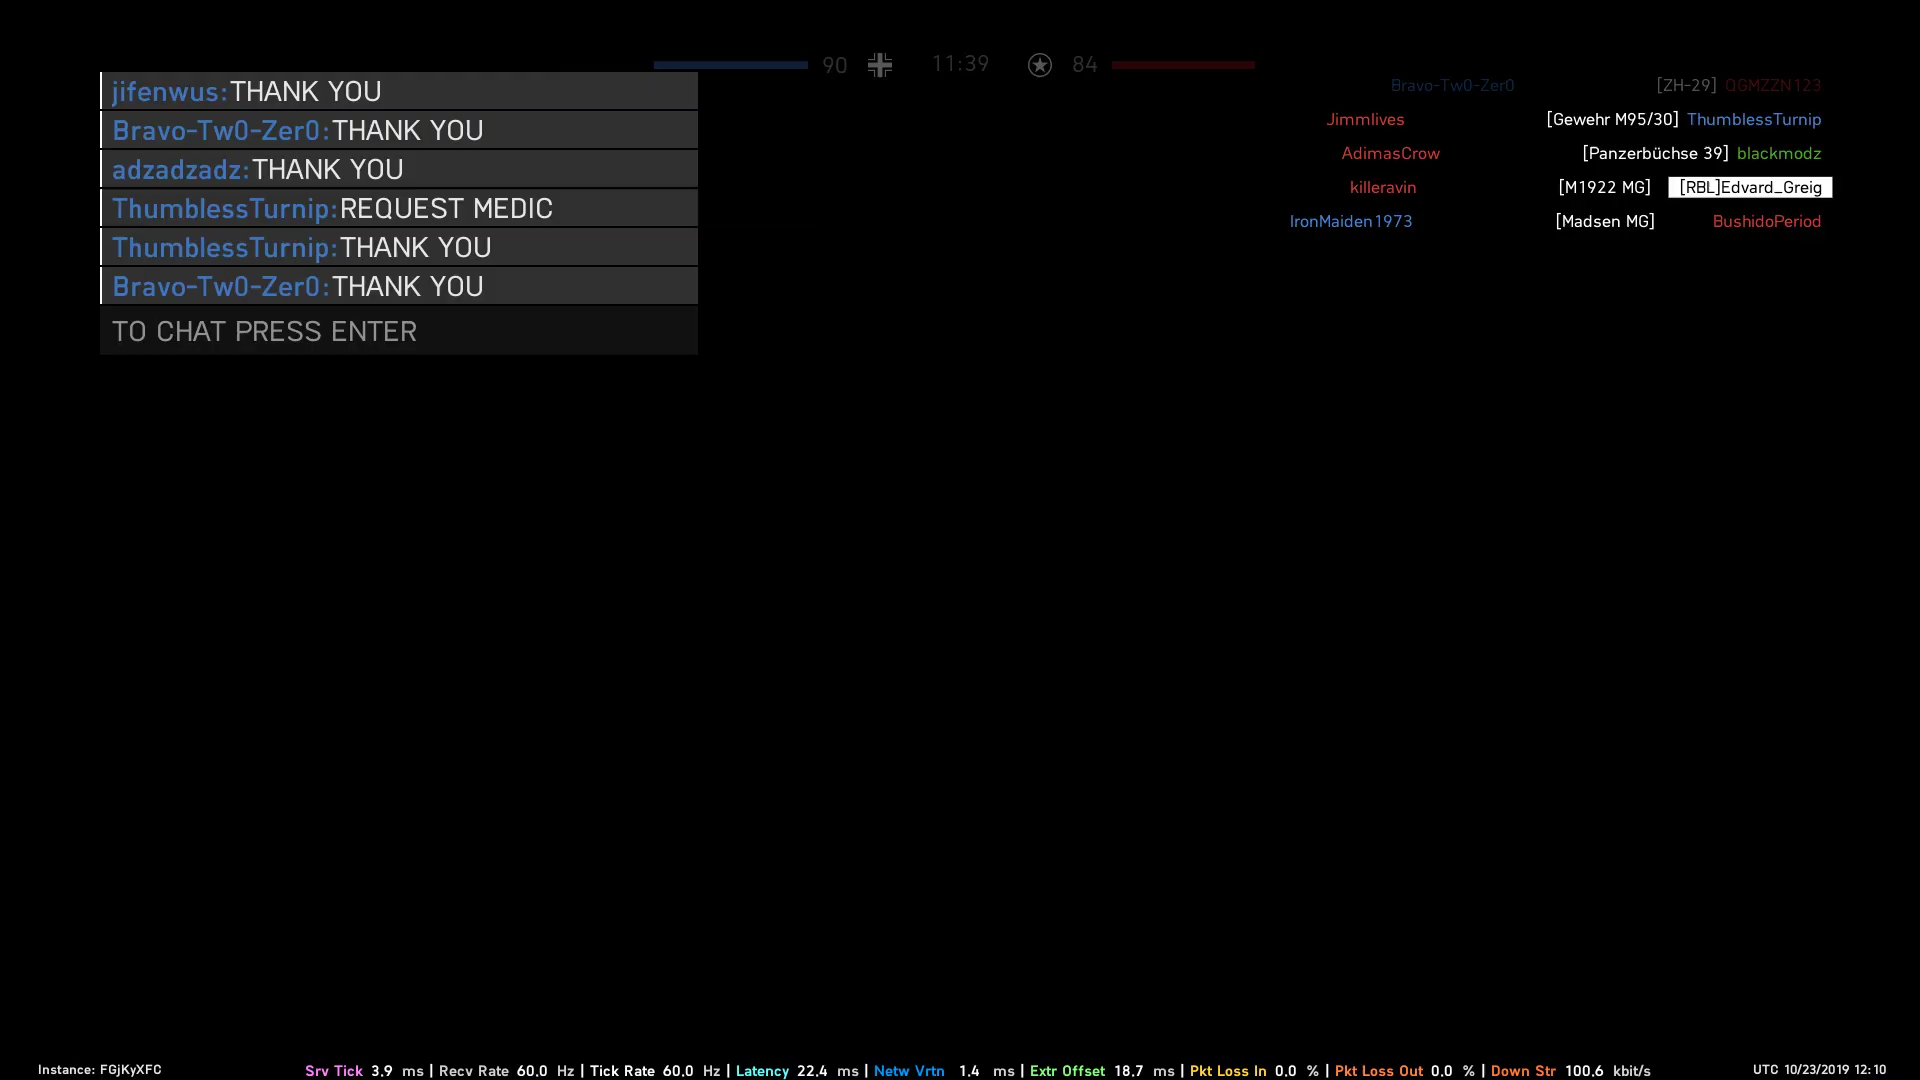 90 11:39 84
jifenwus:THANK YOU
Bravo-Tw0-Zer0:THANK YOU
adzadzadz:THANK YOU
ThumblessTurnip:REQUEST MEDIC
ThumblessTurnip:THANK YOU
Bravo-Tw0-Zer0:THANK YOU
TO CHAT PRESS ENTER
Bravo-Tw0-Zer0 [ZH-29] QGMZZN123
Jimmlives [Gewehr M95/30] ThumblessTurnip
AdimasCrow [Panzerbüchse 39] blackmodz
killeravin [M1922 MG] [RBL]Edvard_Greig
IronMaiden1973 [Madsen MG] BushidoPeriod
Instance: FGjKyXFC
Srv Tick 3.9 ms | Recv Rate 60.0 Hz | Tick Rate 60.0 Hz | Latency 22.4 ms | Netw Vrtn 1.4 ms | Extr Offset 18.7 ms | Pkt Loss In 0.0 % | Pkt Loss Out 0.0 % | Down Str 100.6 kbit/s
UTC 10/23/2019 12:10